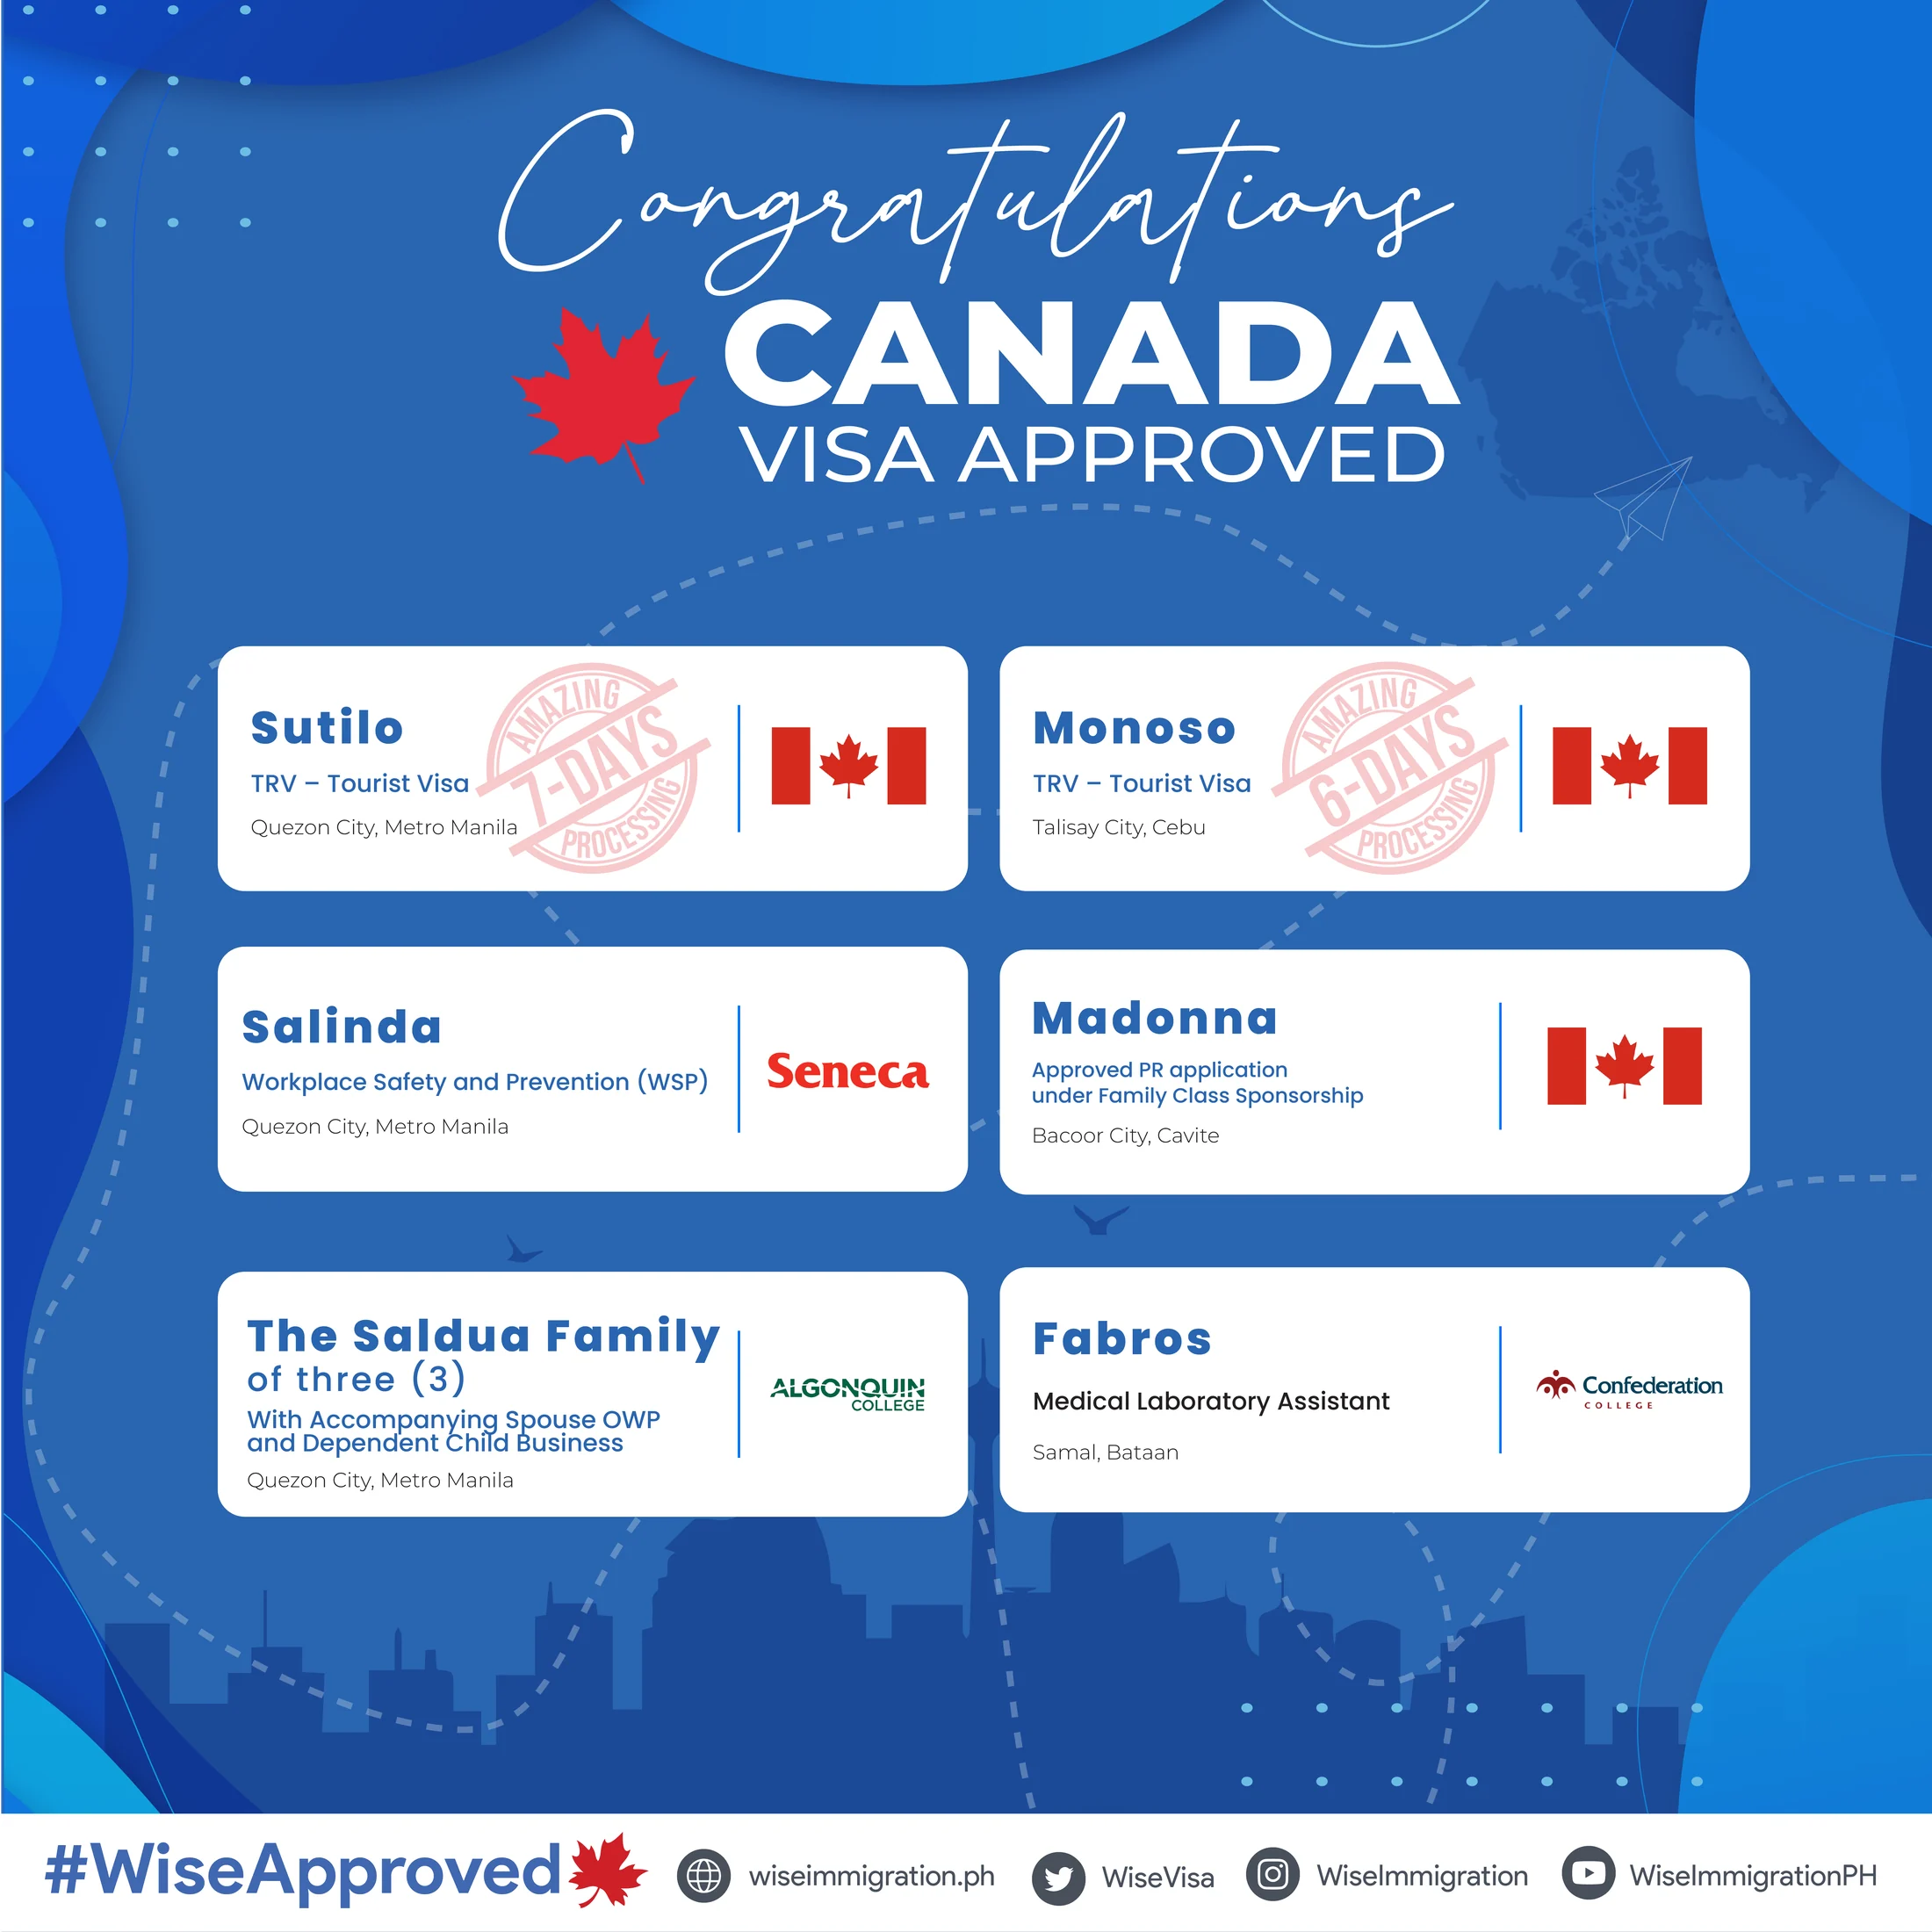 Congratulations
CANADA
VISA APPROVED
Sutilo
TRV – Tourist Visa
Quezon City, Metro Manila
AMAZING
7-DAYS
PROCESSING
Monoso
TRV – Tourist Visa
Talisay City, Cebu
AMAZING
6-DAYS
PROCESSING
Salinda
Workplace Safety and Prevention (WSP)
Quezon City, Metro Manila
Seneca
Madonna
Approved PR application
under Family Class Sponsorship
Bacoor City, Cavite
The Saldua Family
of three (3)
With Accompanying Spouse OWP
and Dependent Child Business
Quezon City, Metro Manila
ALGONQUIN
COLLEGE
Fabros
Medical Laboratory Assistant
Samal, Bataan
Confederation
COLLEGE
#WiseApproved
wiseimmigration.ph
WiseVisa
WiseImmigration
WiseImmigrationPH